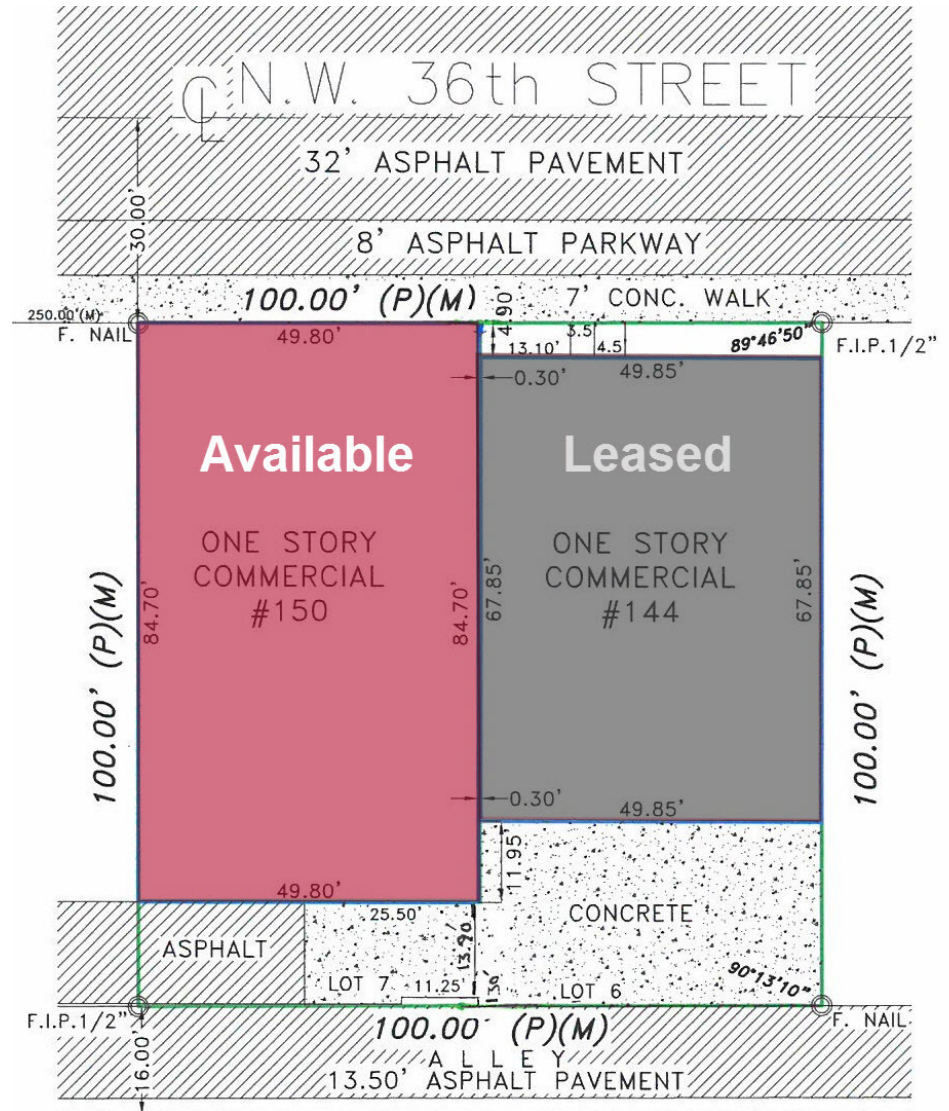 N.W. 36th STREET
32' ASPHALT PAVEMENT
30.00'
8' ASPHALT PARKWAY
100.00' (P)(M)
7' CONC. WALK
250.00'(M)
F. NAIL
49.80'
4.90'
3.5'
13.10'
4.5'
89°46'50"
F.I.P.1/2"
0.30'
49.85'
Available
Leased
ONE STORY
COMMERCIAL
#150
ONE STORY
COMMERCIAL
#144
100.00' (P)(M)
84.70'
84.70'
67.85'
67.85'
100.00' (P)(M)
0.30'
49.85'
11.95'
49.80'
25.50'
CONCRETE
ASPHALT
13.90'
LOT 7
11.25'
LOT 6
90°13'10"
F.I.P.1/2"
100.00' (P)(M)
F. NAIL
16.00'
ALLEY
13.50' ASPHALT PAVEMENT